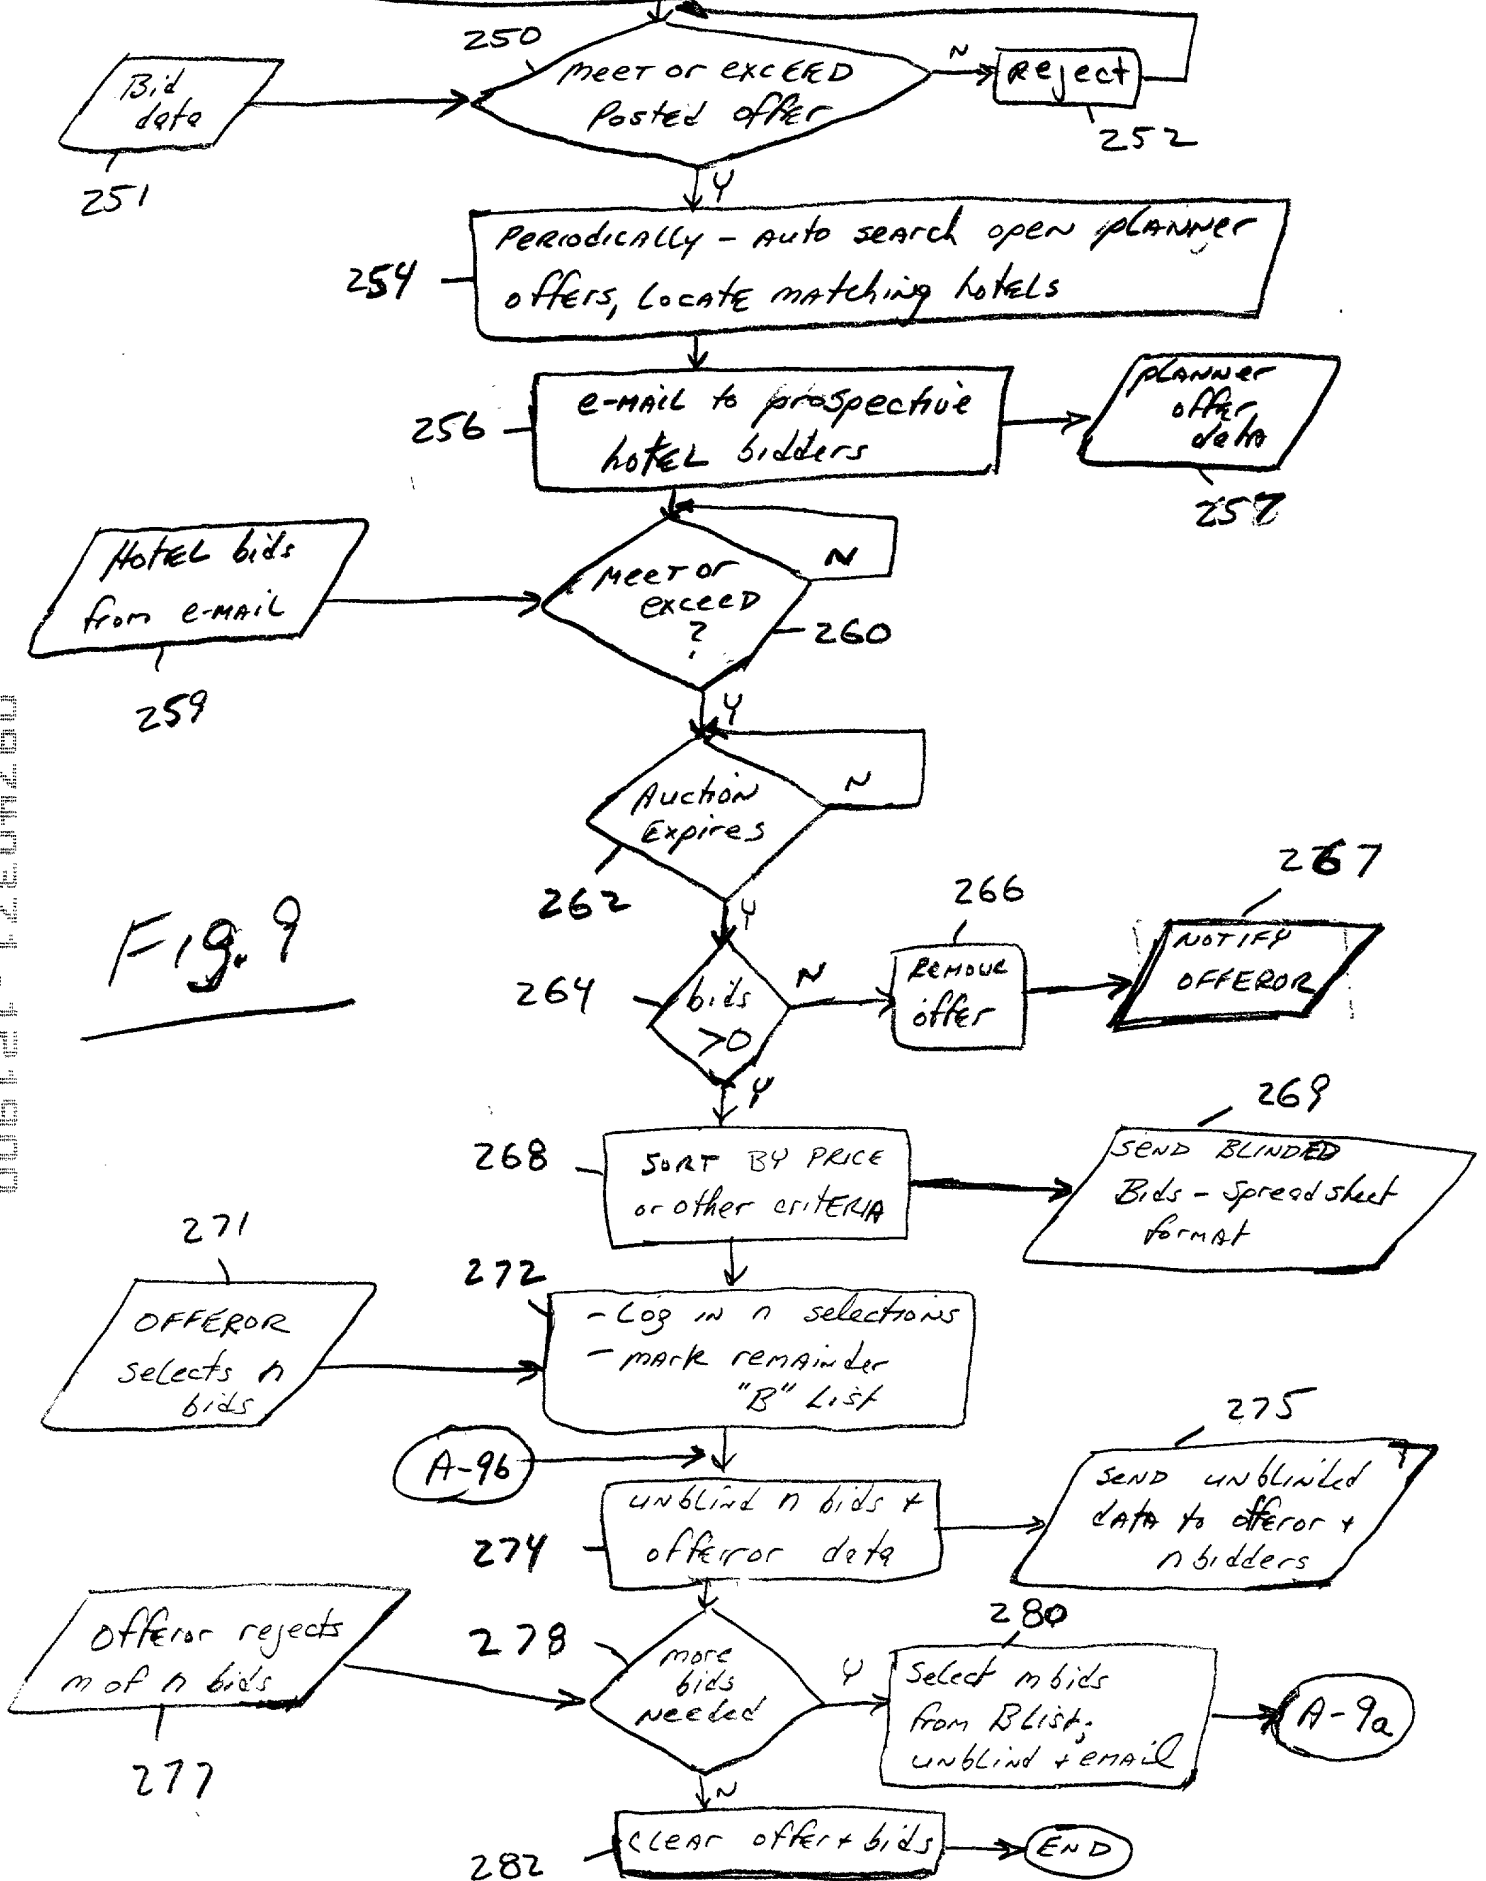 250
Bid
data
251
MEET or EXCEED
Posted offer
N
Reject
252
Y
254
PERiodicALLY - AUTO SEARCH OPEN PLANNER
offers, LOCATE MATCHING hotELS
256
e-MAIL to prospective
hotEL bidders
PLANNER
offer
data
257
HotEL bids
from e-MAIL
259
MEET or
exceed
?
N
260
Y
Auction
Expires
N
262
Y
Fig. 9
264
bids
>0
N
266
REMOVE
offer
267
NOTIFY
OFFEROR
Y
268
SORT BY PRICE
or other critERIA
269
SEND BLINDED
Bids - spreadsheet
format
271
OFFEROR
selects n
bids
272
- Log IN n selections
- mark remainder
"B" List
A-9b
274
UNBLIND n bids +
offerror data
275
SEND unblinded
DATA to offeror +
n bidders
Offeror rejects
m of n bids
277
278
more
bids
needed
Y
280
Select m bids
from B List;
UNBLIND + EMAIL
A-9a
N
282
CLEAR offer + bids
END